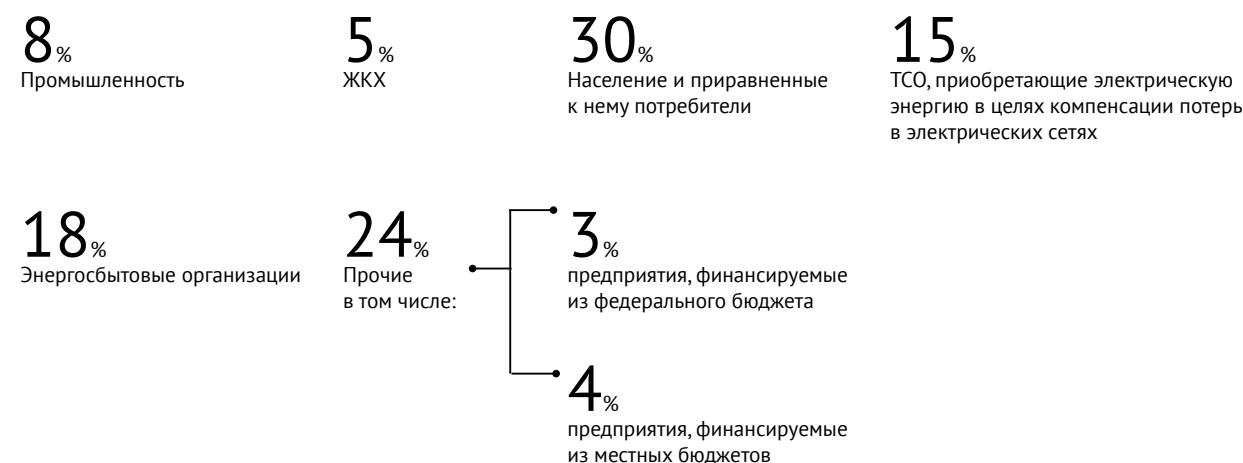 8%
Промышленность
5%
ЖКХ
30%
Население и приравненные
к нему потребители
15%
ТСО, приобретающие электрическую
энергию в целях компенсации потерь
в электрических сетях
18%
Энергосбытовые организации
24%
Прочие
в том числе:
3%
предприятия, финансируемые
из федерального бюджета
4%
предприятия, финансируемые
из местных бюджетов